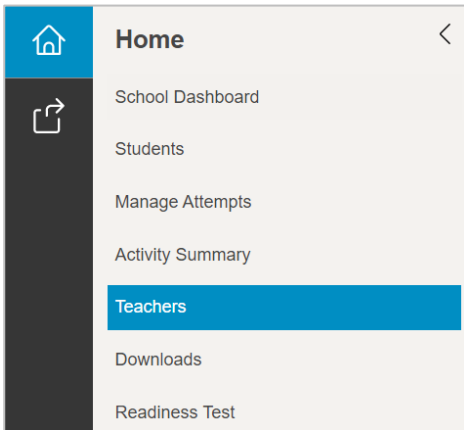 Home
School Dashboard
Students
Manage Attempts
Activity Summary
Teachers
Downloads
Readiness Test